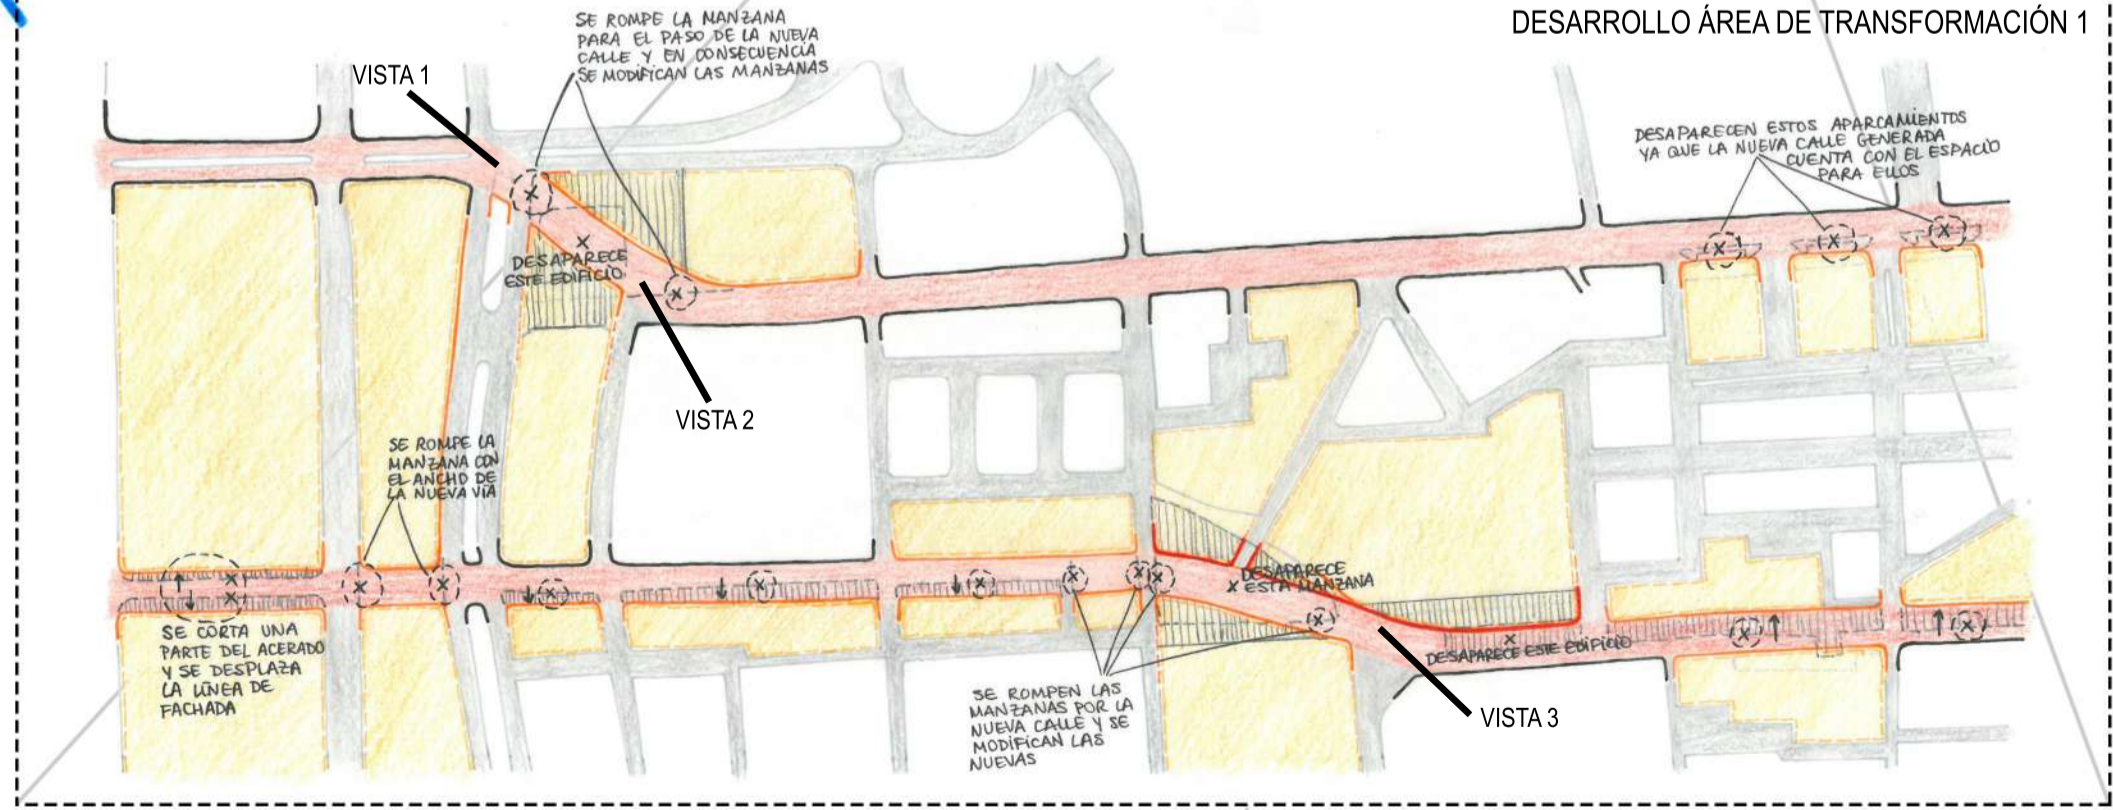 DESARROLLO ÁREA DE TRANSFORMACIÓN 1
SE ROMPE LA MANZANA
PARA EL PASO DE LA NUEVA
CALLE Y EN CONSECUENCIA
SE MODIFICAN LAS MANZANAS
VISTA 1
DESAPARECEN ESTOS APARCAMIENTOS
YA QUE LA NUEVA CALLE GENERADA
CUENTA CON EL ESPACIO
PARA ELLOS
DESAPARECE
ESTE EDIFICIO
VISTA 2
SE ROMPE LA
MANZANA CON
EL ANCHO DE
LA NUEVA VÍA
DESAPARECE
ESTA MANZANA
SE CORTA UNA
PARTE DEL ACERADO
Y SE DESPLAZA
LA LÍNEA DE
FACHADA
DESAPARECE ESTE EDIFICIO
SE ROMPEN LAS
MANZANAS POR LA
NUEVA CALLE Y SE
MODIFICAN LAS
NUEVAS
VISTA 3